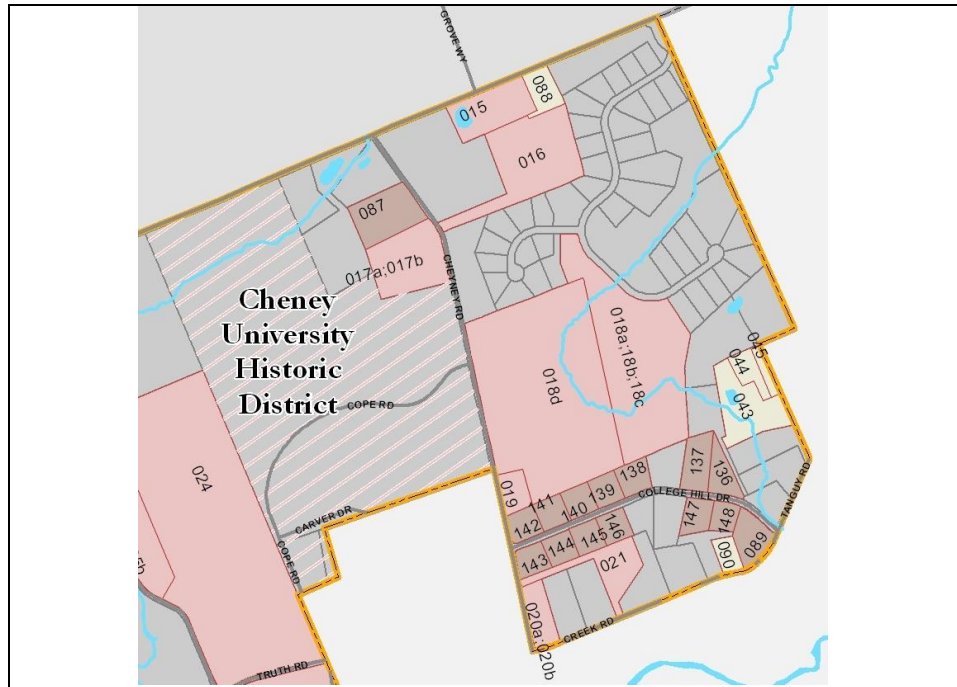 GROVE WY
088
015
016
087
017a;017b
CHEYNEY RD
Cheney
University
Historic
District
COPE RD
018a;18b;18c
018d
045
044
043
024
019
141
142
140
139
138
137
136
COLLEGE HILL DR
TANGUY RD
147
148
089
090
143
144
145
146
021
CARVER DR
COPE RD
020a;020b
CREEK RD
TRUTH RD